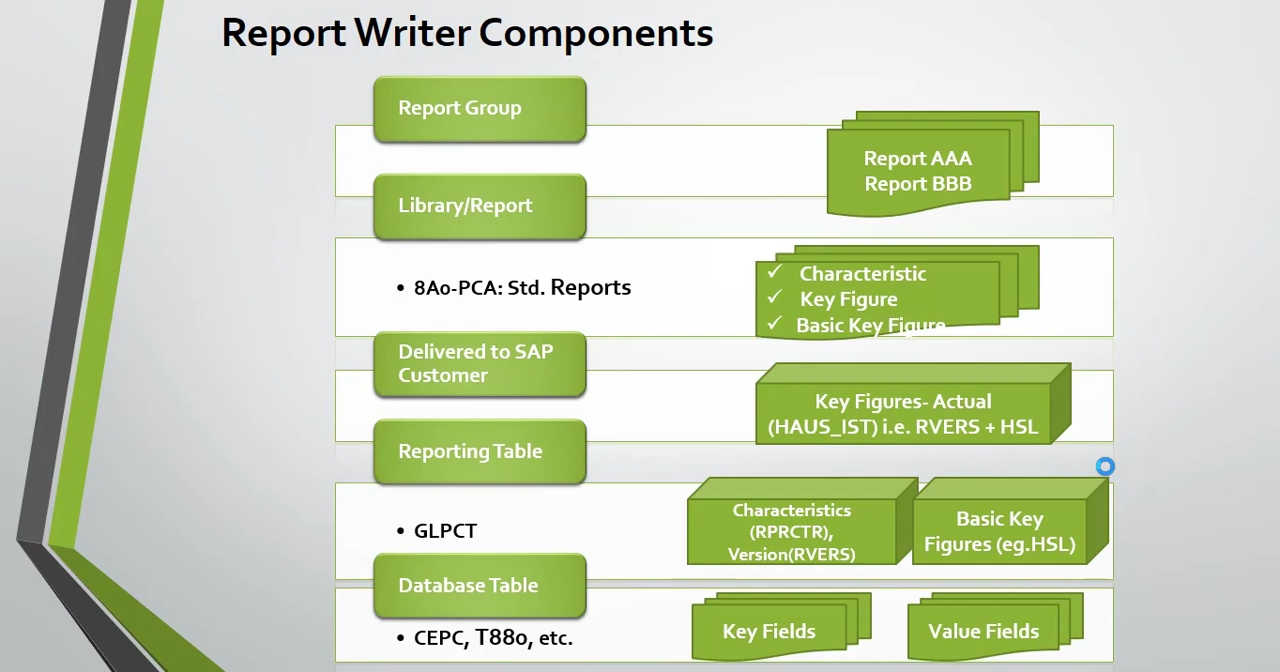 Report Writer Components
Report Group
Report AAA
Report BBB
Library/Report
• 8A0-PCA: Std. Reports
✓ Characteristic
✓ Key Figure
✓ Basic Key Figure
Delivered to SAP
Customer
Key Figures- Actual
(HAUS_IST) i.e. RVERS + HSL
Reporting Table
• GLPCT
Characteristics
(RPRCTR),
Version(RVERS)
Basic Key
Figures (eg.HSL)
Database Table
• CEPC, T880, etc.
Key Fields
Value Fields